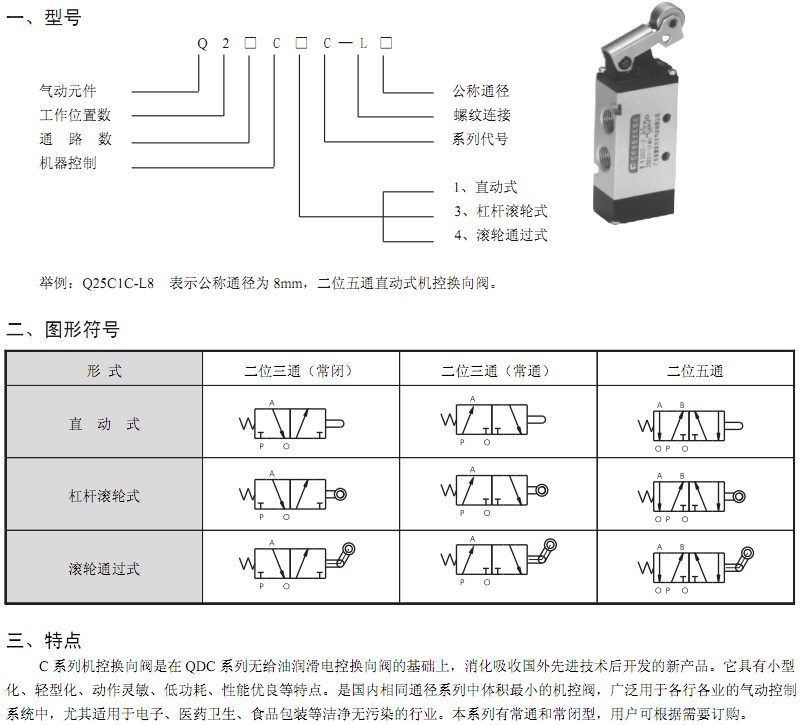 一、型号
Q 2 □ C □ C — L □
气动元件
工作位置数
通 路 数
机器控制
公称通径
螺纹连接
系列代号
1、直动式
3、杠杆滚轮式
4、滚轮通过式
举例：Q25C1C-L8 表示公称通径为 8mm，二位五通直动式机控换向阀。
二、图形符号
形 式 二位三通（常闭） 二位三通（常通） 二位五通
直 动 式
A A A B
P O P O O P O
杠杆滚轮式
A A A B
P O P O O P O
滚轮通过式
A A A B
P O P O O P O
三、特点
C 系列机控换向阀是在 QDC 系列无给油润滑电控换向阀的基础上，消化吸收国外先进技术后开发的新产品。它具有小型
化、轻型化、动作灵敏、低功耗、性能优良等特点。是国内相同通径系列中体积最小的机控阀，广泛用于各行各业的气动控制
系统中，尤其适用于电子、医药卫生、食品包装等洁净无污染的行业。本系列有常通和常闭型，用户可根据需要订购。